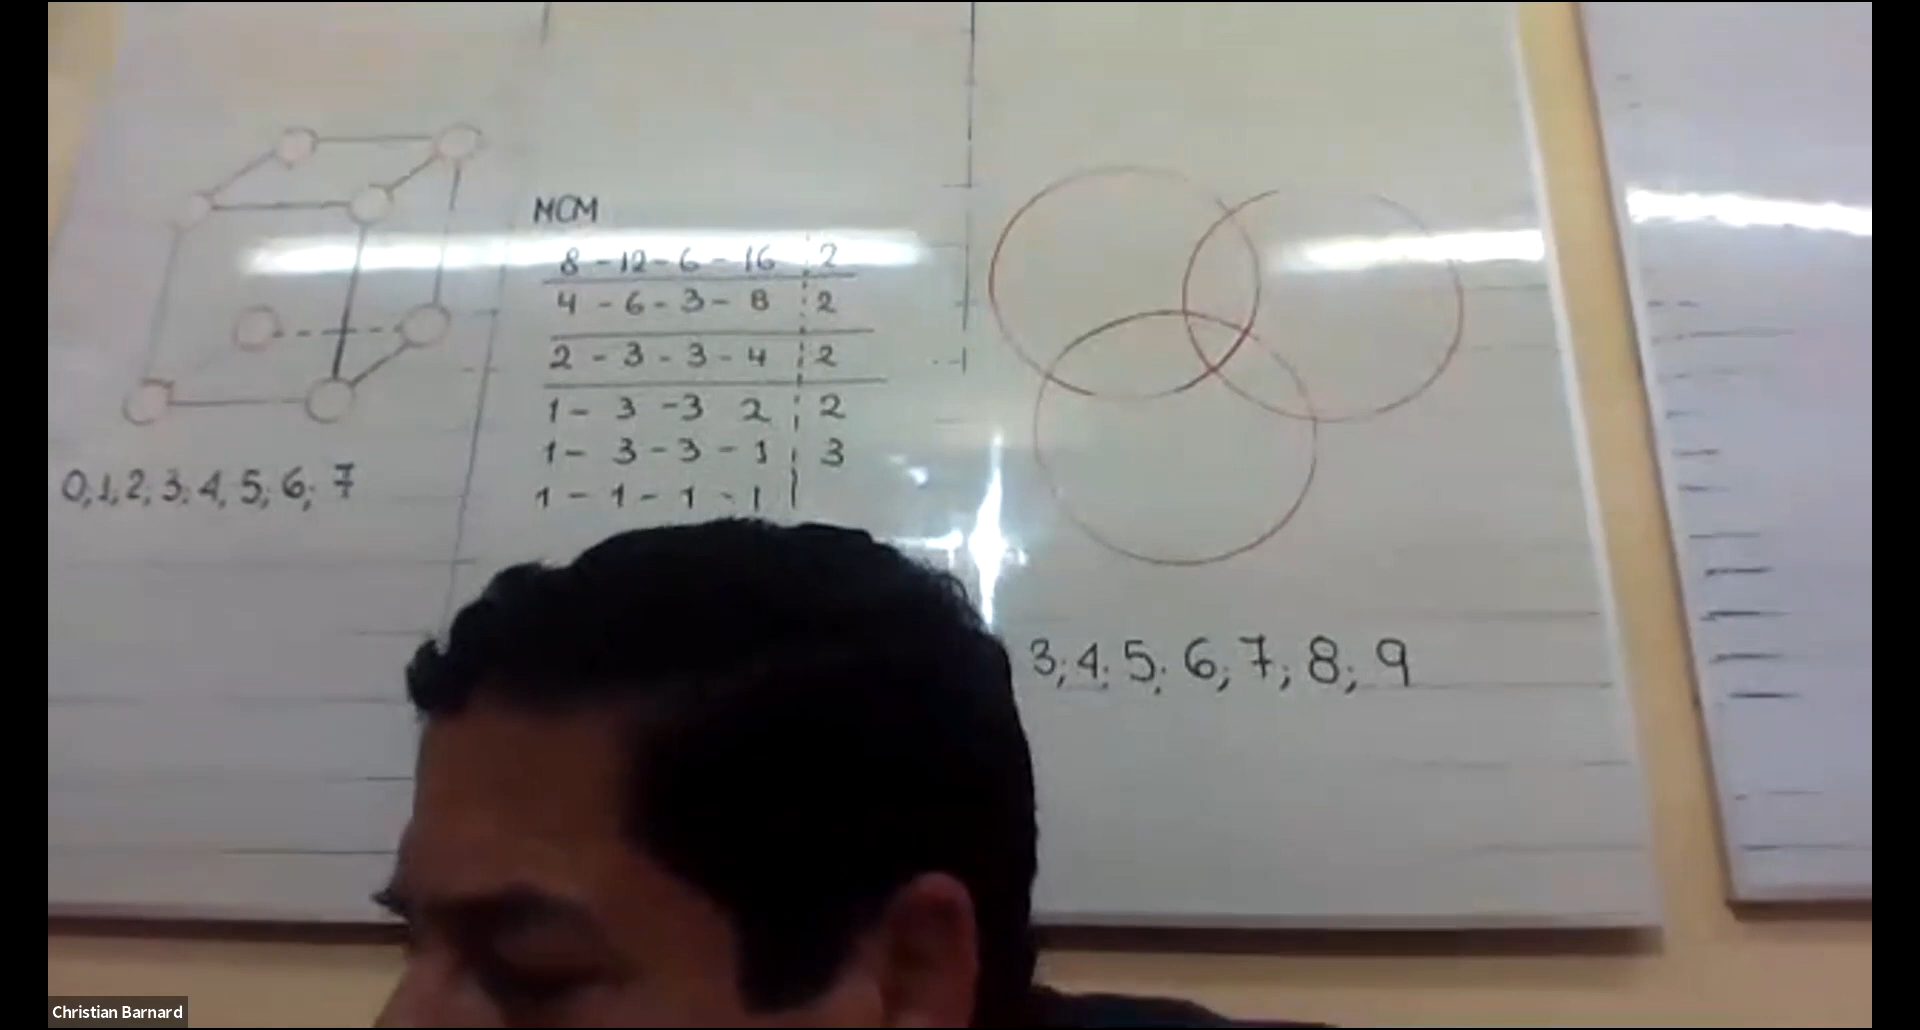 MCM
8 - 12 - 6 - 16 2
4 - 6 - 3 - 8 2
2 - 3 - 3 - 4 2
1 - 3 - 3 2 2
1 - 3 - 3 - 1 3
1 - 1 - 1 - 1
0, 1, 2, 3; 4, 5; 6; 7
3; 4; 5; 6; 7; 8; 9
Christian Barnard